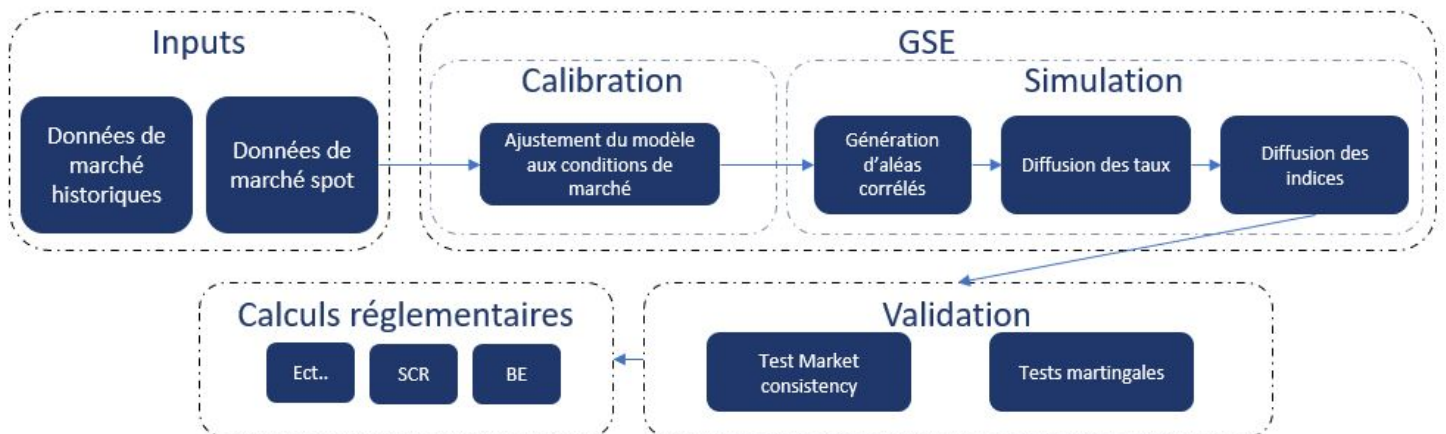 Inputs
Données de
marché
historiques
Données de
marché spot
GSE
Calibration
Ajustement du modèle
aux conditions de
marché
Simulation
Génération
d'aléas
corrélés
Diffusion des taux
Diffusion des
indices
Calculs réglementaires
Ect..
SCR
BE
Validation
Test Market
consistency
Tests martingales